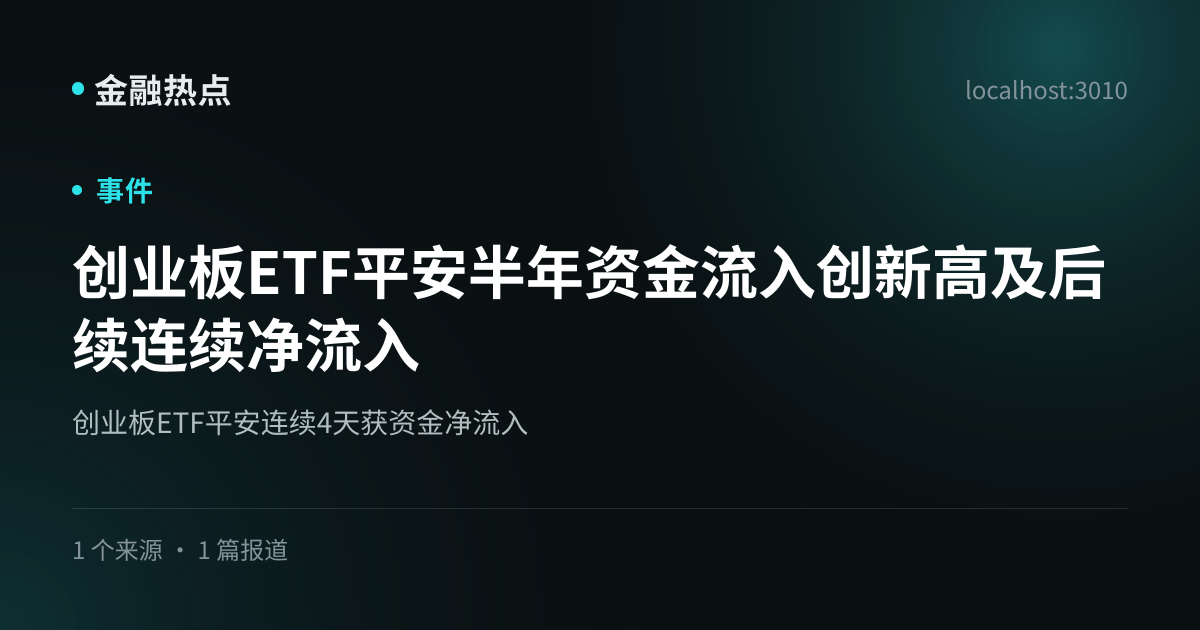 金融热点
localhost:3010
事件
创业板ETF平安半年资金流入创新高及后
续连续净流入
创业板ETF平安连续4天获资金净流入
1 个来源 · 1 篇报道